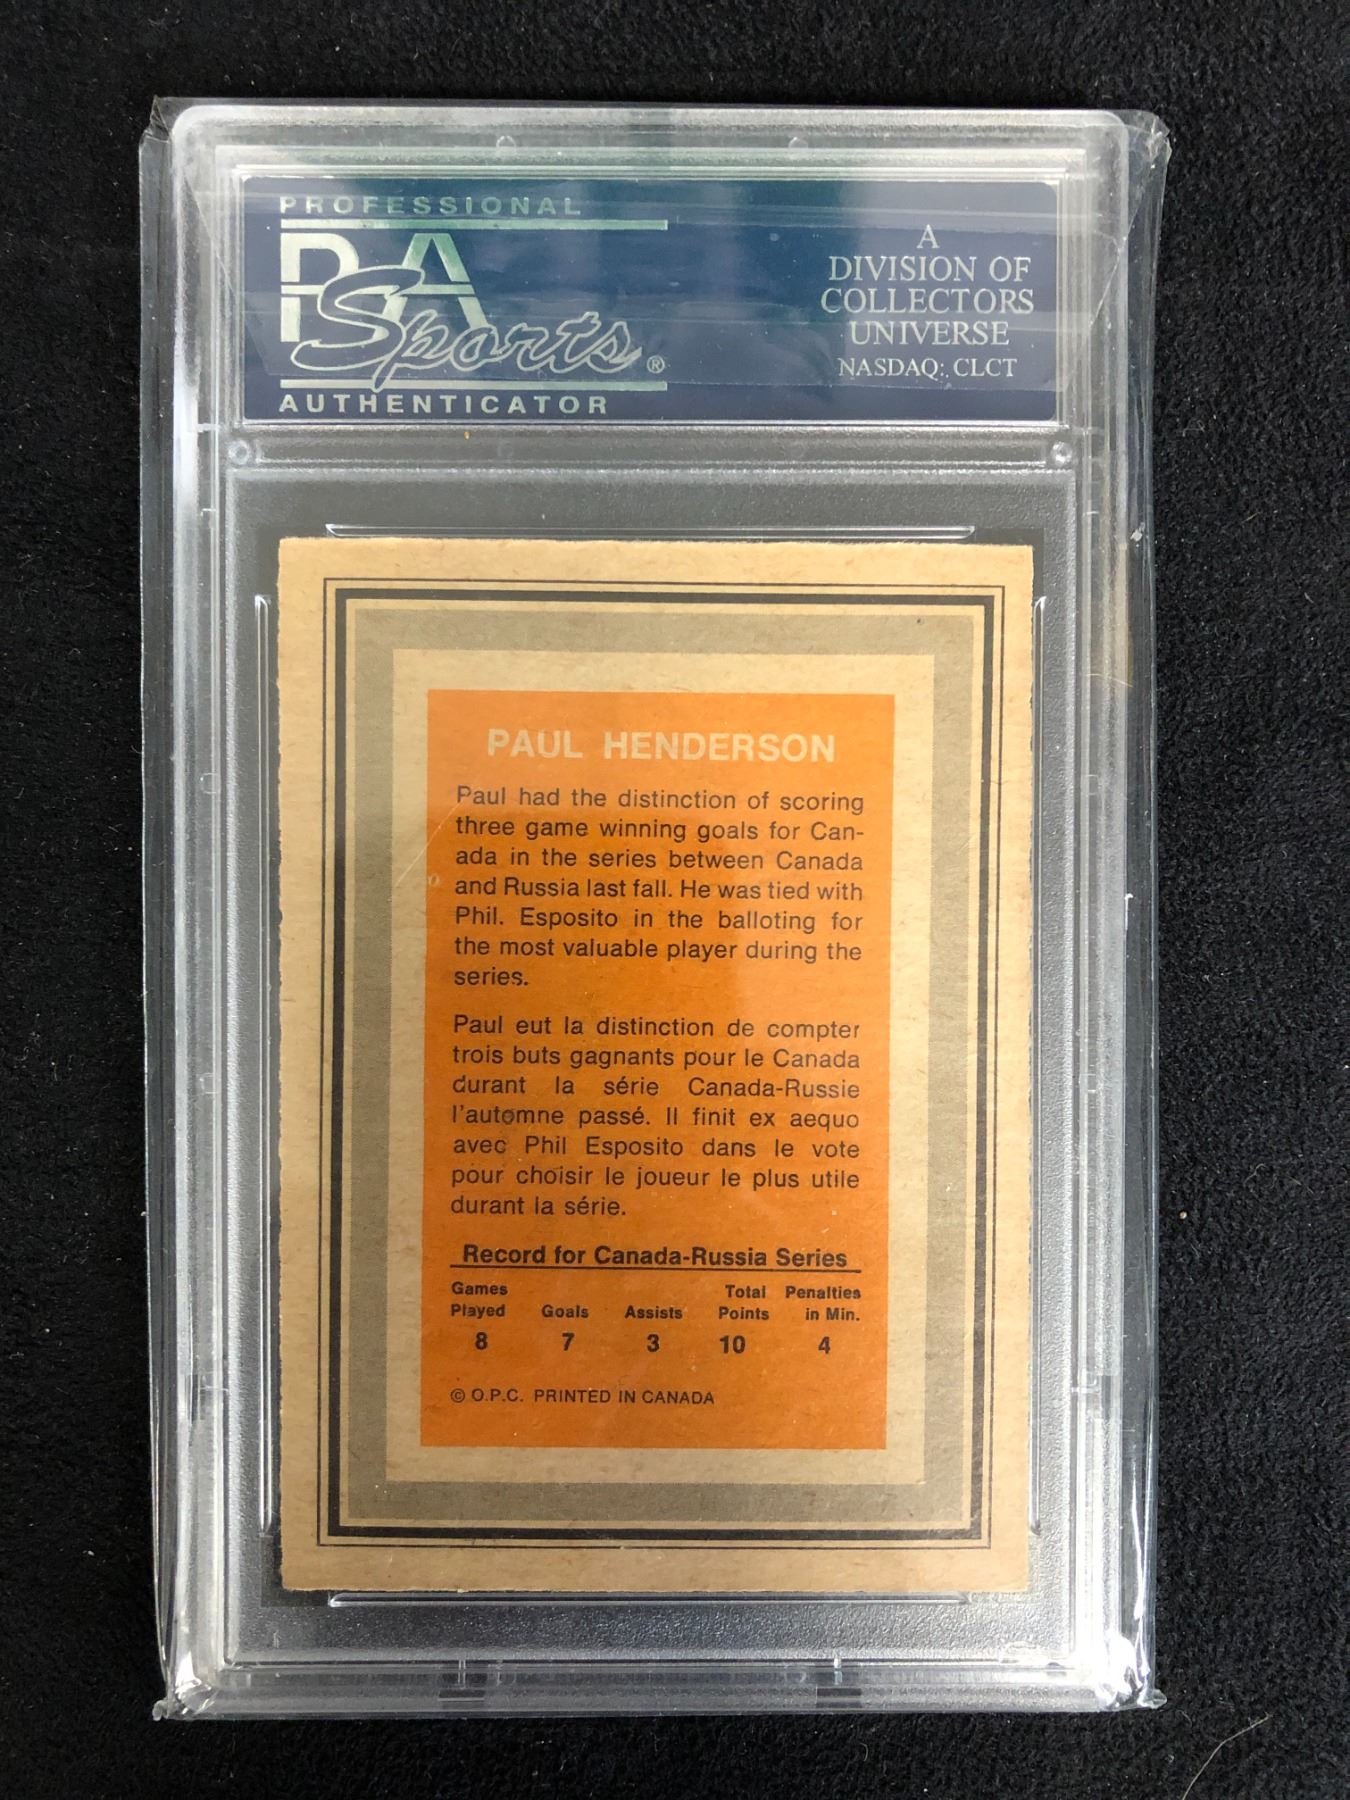 PROFESSIONAL
PSA
Sports®
AUTHENTICATOR
A
DIVISION OF
COLLECTORS
UNIVERSE
NASDAQ: CLCT
PAUL HENDERSON
Paul had the distinction of scoring
three game winning goals for Can-
ada in the series between Canada
and Russia last fall. He was tied with
Phil. Esposito in the balloting for
the most valuable player during the
series.
Paul eut la distinction de compter
trois buts gagnants pour le Canada
durant la série Canada-Russie
l'automne passé. Il finit ex aequo
avec Phil Esposito dans le vote
pour choisir le joueur le plus utile
durant la série.
Record for Canada-Russia Series
Games Total Penalties
Played Goals Assists Points in Min.
8 7 3 10 4
© O.P.C. PRINTED IN CANADA